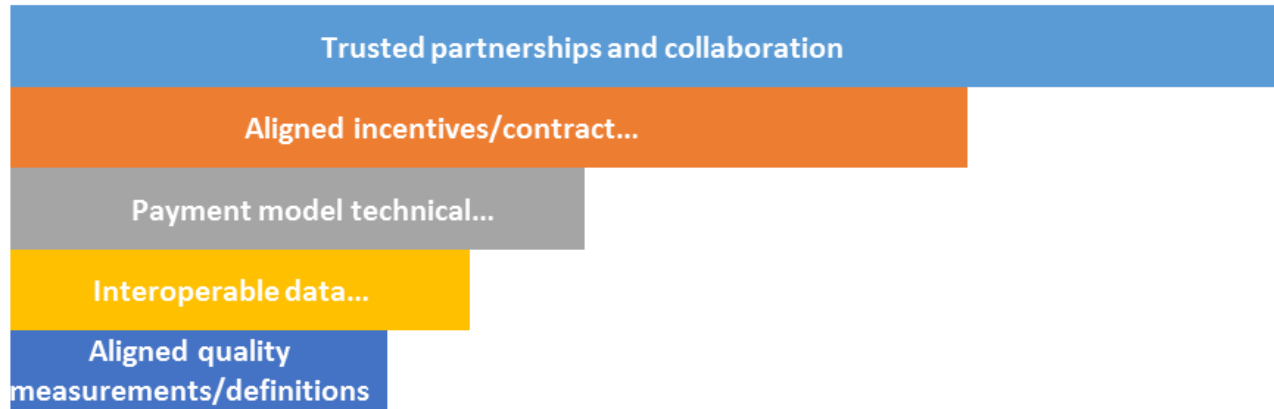 Trusted partnerships and collaboration
Aligned incentives/contract...
Payment model technical...
Interoperable data...
Aligned quality
measurements/definitions